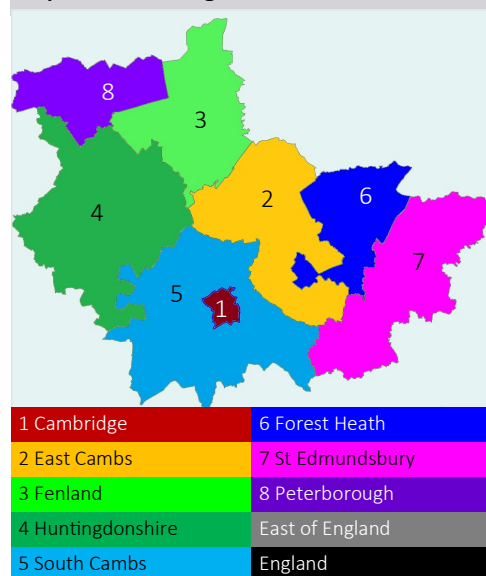 8
3
2
6
4
7
5
1
1 Cambridge
6 Forest Heath
2 East Cambs
7 St Edmundsbury
3 Fenland
8 Peterborough
4 Huntingdonshire
East of England
5 South Cambs
England